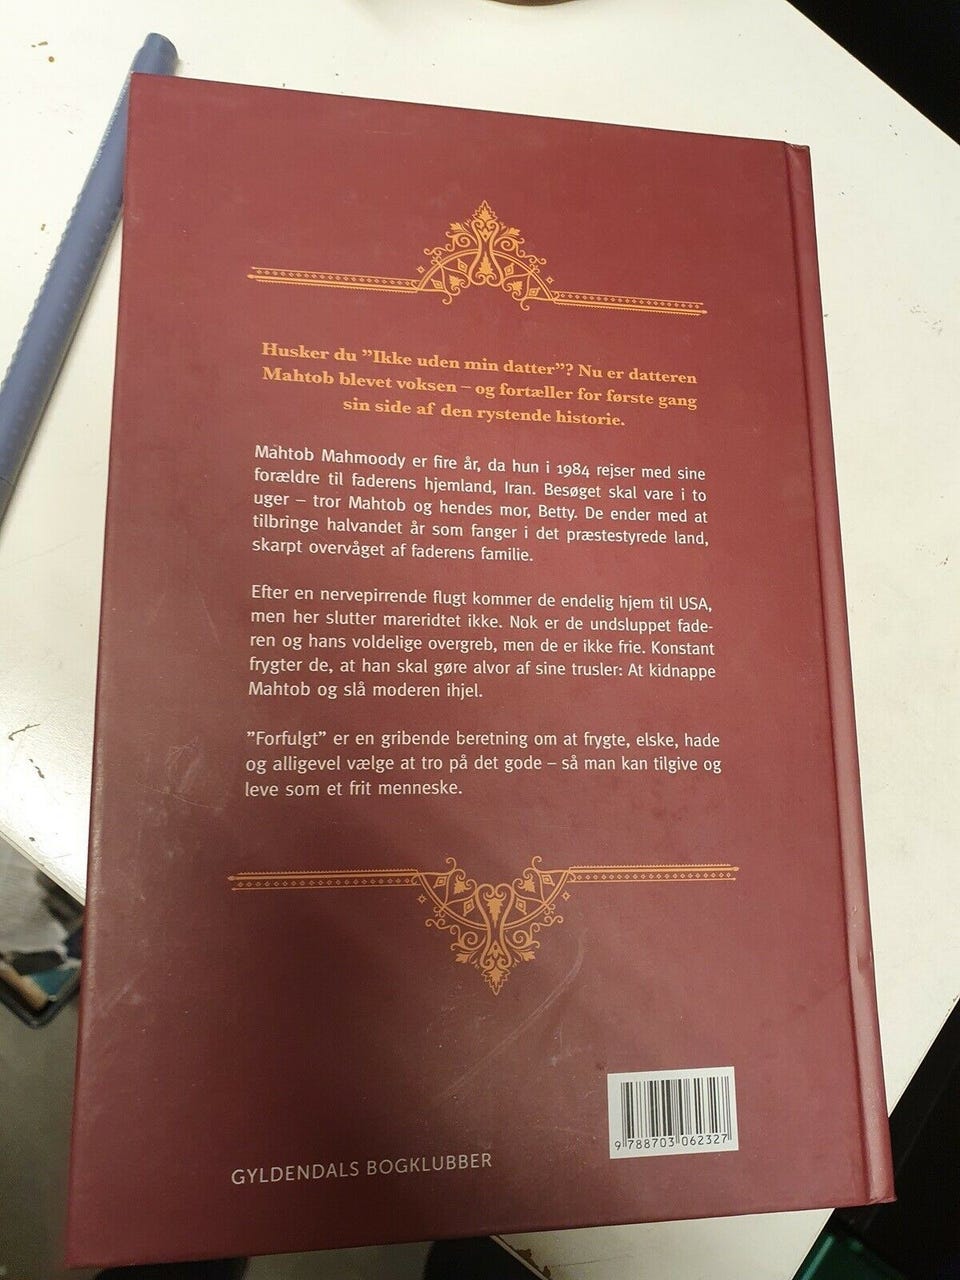 Husker du ”Ikke uden min datter”? Nu er datteren
Mahtob blevet voksen – og fortæller for første gang
sin side af den rystende historie.
Mahtob Mahmoody er fire år, da hun i 1984 rejser med sine
forældre til faderens hjemland, Iran. Besøget skal vare i to
uger – tror Mahtob og hendes mor, Betty. De ender med at
tilbringe halvandet år som fanger i det præstestyrede land,
skarpt overvåget af faderens familie.
Efter en nervepirrende flugt kommer de endelig hjem til USA,
men her slutter mareridtet ikke. Nok er de undsluppet fade-
ren og hans voldelige overgreb, men de er ikke frie. Konstant
frygter de, at han skal gøre alvor af sine trusler: At kidnappe
Mahtob og slå moderen ihjel.
”Forfulgt” er en gribende beretning om at frygte, elske, hade
og alligevel vælge at tro på det gode – så man kan tilgive og
leve som et frit menneske.
9 788703 062327
GYLDENDALS BOGKLUBBER